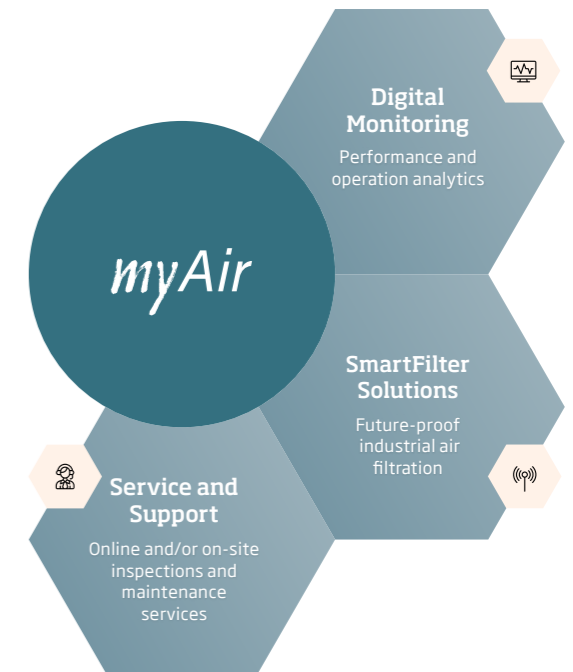 Digital
Monitoring
Performance and
operation analytics
myAir
SmartFilter
Solutions
Future-proof
industrial air
filtration
Service and
Support
Online and/or on-site
inspections and
maintenance
services